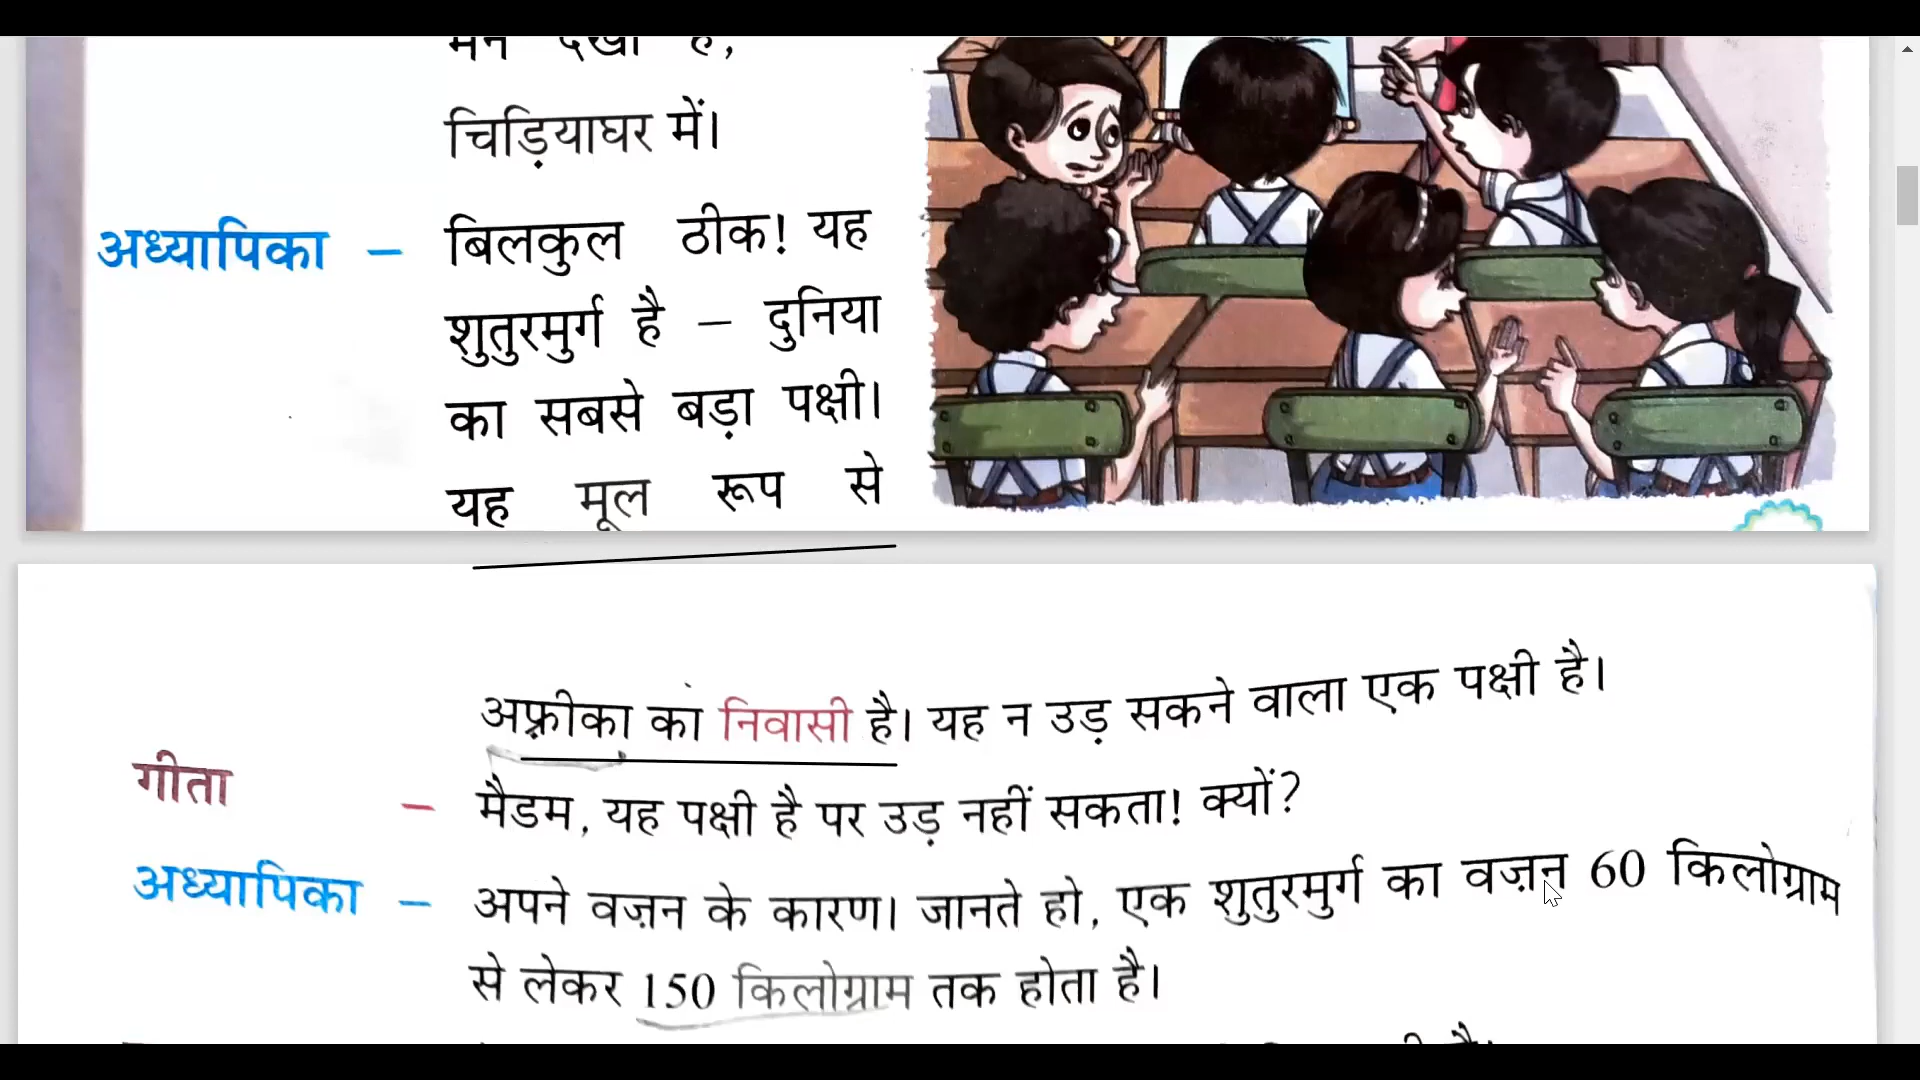 चिड़ियाघर में।
अध्यापिका – बिलकुल ठीक! यह
शुतुरमुर्ग है – दुनिया
का सबसे बड़ा पक्षी।
यह मूल रूप से
अफ़्रीका का निवासी है। यह न उड़ सकने वाला एक पक्षी है।
गीता – मैडम, यह पक्षी है पर उड़ नहीं सकता! क्यों?
अध्यापिका – अपने वज़न के कारण। जानते हो, एक शुतुरमुर्ग का वज़न 60 किलोग्राम
से लेकर 150 किलोग्राम तक होता है।